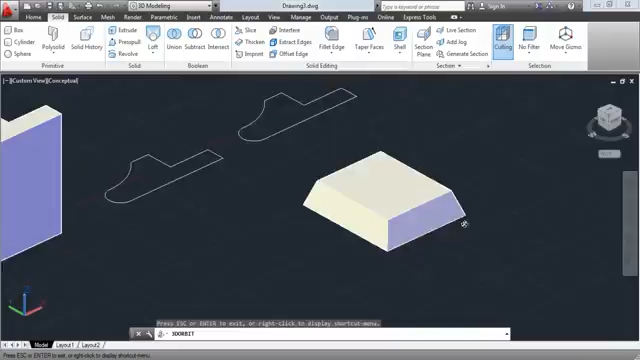 3D Modeling
Drawing3.dwg
Type a keyword or phrase
Sign In
Home Solid Surface Mesh Render Parametric Insert Annotate View Manage Output Plug-ins Online Express Tools
Box
Cylinder
Sphere
Polysolid
Solid History
Extrude
Revolve
Presspull
Loft
Union Subtract Intersect
Slice
Thicken
Imprint
Interfere
Extract Edges
Offset Edge
Fillet Edge
Taper Faces
Shell
Section Plane
Live Section
Add Jog
Generate Section
Culling
No Filter
Move Gizmo
Primitive
Solid
Boolean
Solid Editing
Section
Selection
[−][Custom View][Conceptual]
Press ESC or ENTER to exit, or right-click to display shortcut-menu.
3DORBIT
Model Layout1 Layout2
Press ESC or ENTER to exit, or right-click to display shortcut-menu.